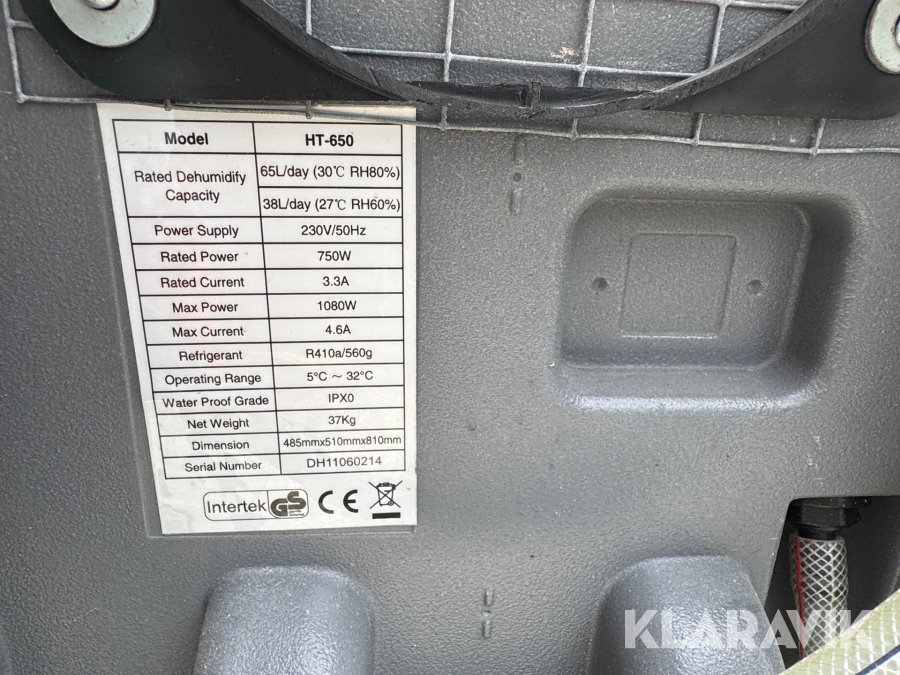 Model HT-650
Rated Dehumidify Capacity 65L/day (30℃ RH80%)
38L/day (27℃ RH60%)
Power Supply 230V/50Hz
Rated Power 750W
Rated Current 3.3A
Max Power 1080W
Max Current 4.6A
Refrigerant R410a/560g
Operating Range 5°C ~ 32°C
Water Proof Grade IPX0
Net Weight 37Kg
Dimension 485mmx510mmx810mm
Serial Number DH11060214
Intertek GS CE
KLARAVIK